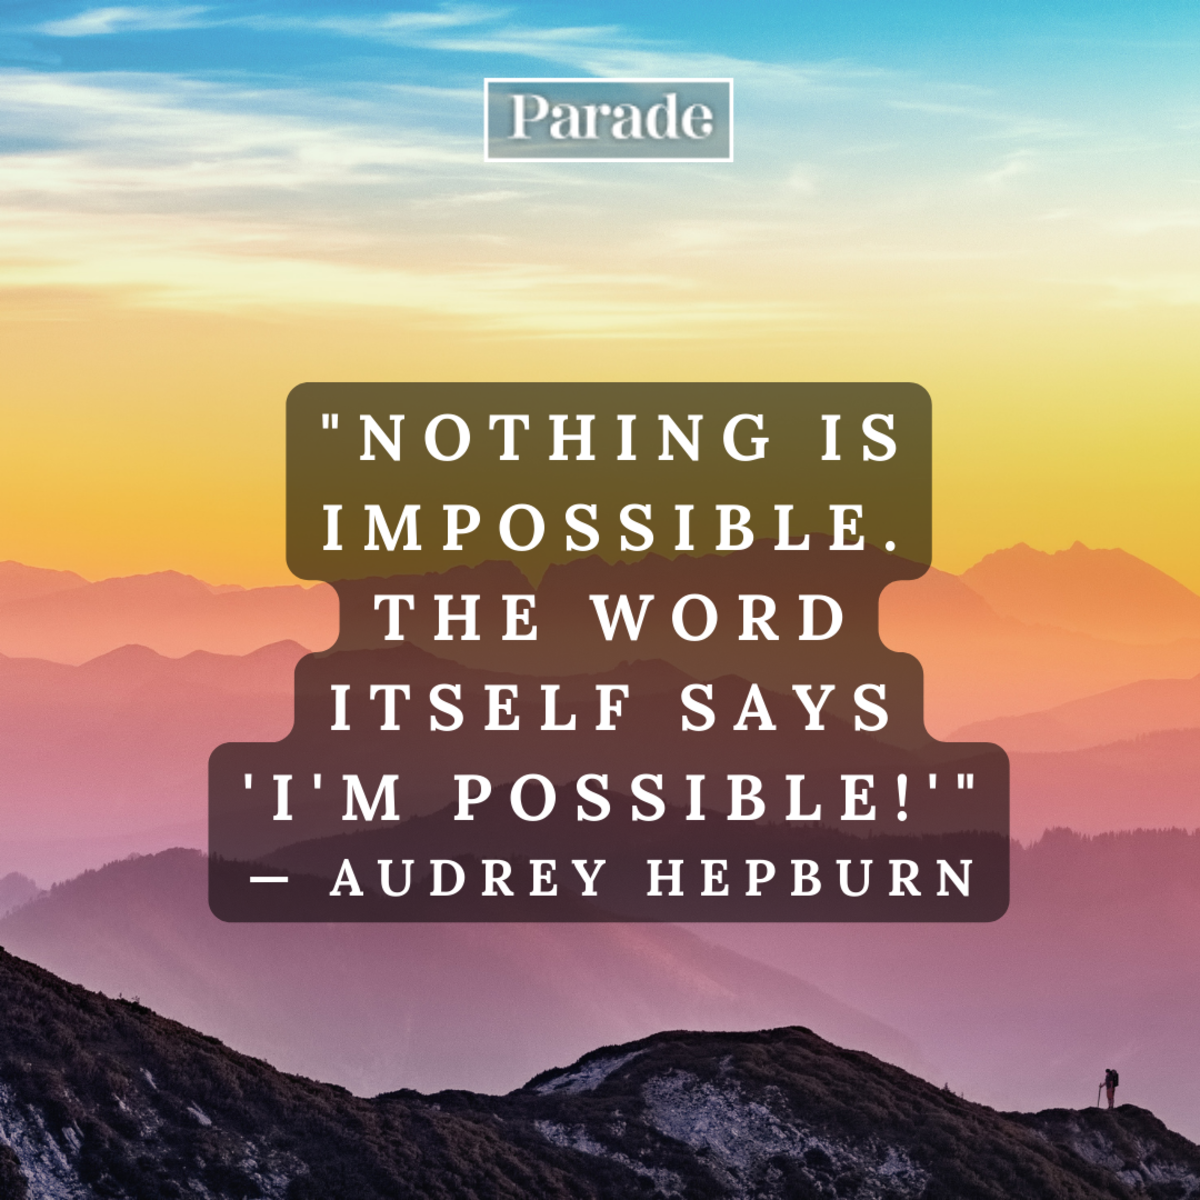 Parade
"NOTHING IS
IMPOSSIBLE.
THE WORD
ITSELF SAYS
'I'M POSSIBLE!'"
— AUDREY HEPBURN